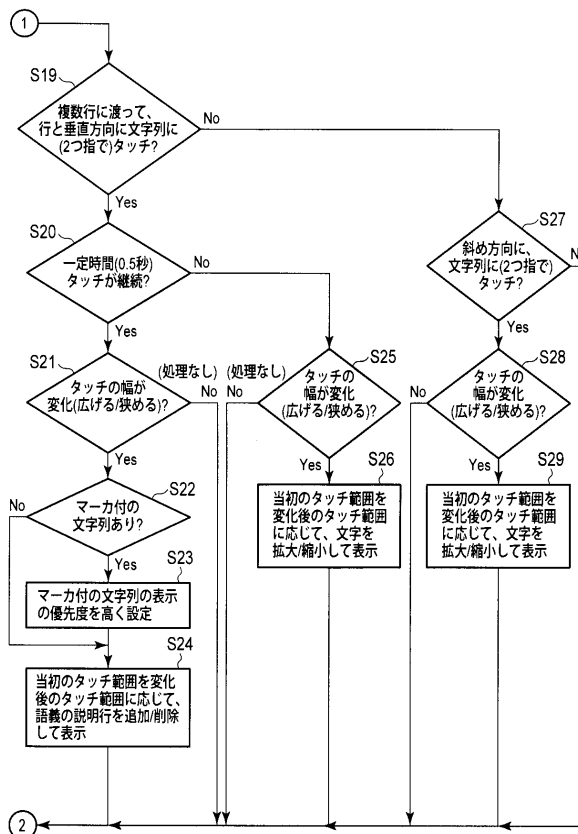 1
S19
複数行に渡って、
行と垂直方向に文字列に
(2つ指で)
タッチ?
No
Yes
S20
一定時間(0.5秒)
タッチが継続?
No
Yes
S21
タッチの幅が
変化(広げる/狭める)?
(処理なし)
No
Yes
S22
マーカ付の
文字列あり?
No
Yes
S23
マーカ付の文字列の表示
の優先度を高く設定
S24
当初のタッチ範囲を変化
後のタッチ範囲に応じて、
語義の説明行を追加/削除
して表示
S25
タッチの
幅が変化
(広げる/狭める)?
(処理なし)
No
Yes
S26
当初のタッチ範囲を
変化後のタッチ範囲
に応じて、文字を
拡大/縮小して表示
S27
斜め方向に、
文字列に(2つ指で)
タッチ?
No
Yes
S28
タッチの
幅が変化
(広げる/狭める)?
No
Yes
S29
当初のタッチ範囲を
変化後のタッチ範囲
に応じて、文字を
拡大/縮小して表示
2